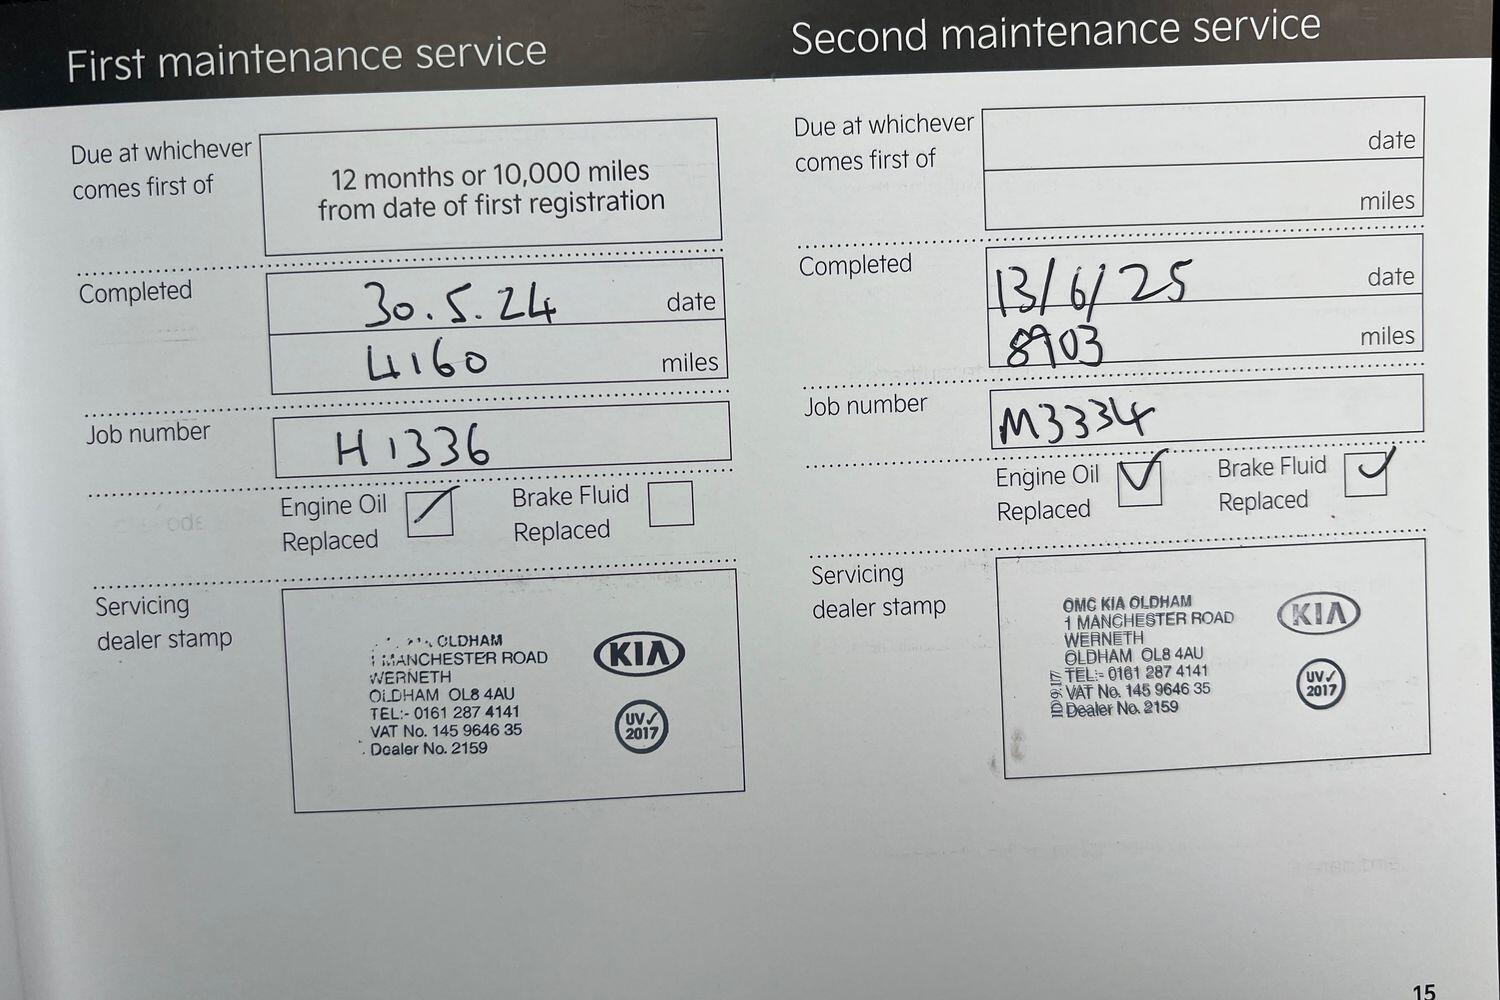 First maintenance service
Due at whichever
comes first of
12 months or 10,000 miles
from date of first registration
Completed
30.5.24 date
4160 miles
Job number
H1336
Engine Oil
Replaced
Brake Fluid
Replaced
Servicing
dealer stamp
OLDHAM
1 MANCHESTER ROAD
WERNETH
OLDHAM OL8 4AU
TEL:- 0161 287 4141
VAT No. 145 9646 35
Dealer No. 2159
KIA
UV✓
2017
Second maintenance service
Due at whichever
comes first of
date
miles
Completed
13/6/25 date
8903 miles
Job number
M3334
Engine Oil
Replaced
Brake Fluid
Replaced
Servicing
dealer stamp
OMC KIA OLDHAM
1 MANCHESTER ROAD
WERNETH
OLDHAM OL8 4AU
TEL:- 0161 287 4141
VAT No. 145 9646 35
Dealer No. 2159
KIA
UV✓
2017
15